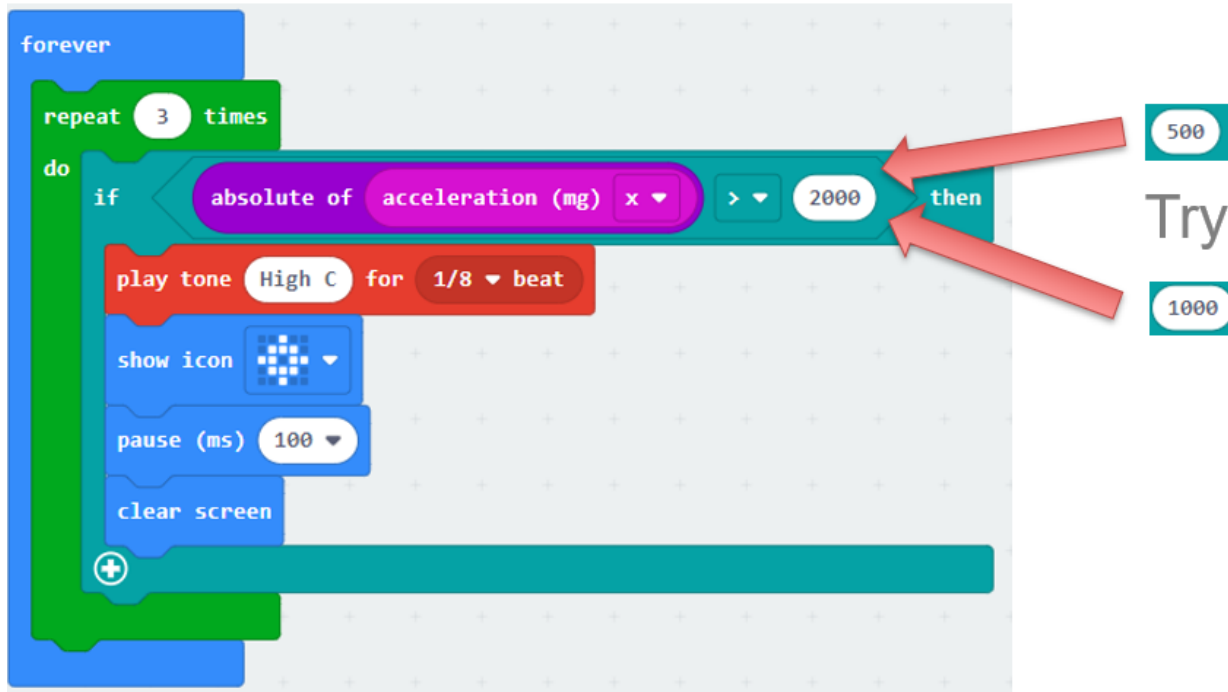 forever
repeat 3 times
do
if absolute of acceleration (mg) x > 2000 then
play tone High C for 1/8 beat
show icon
pause (ms) 100
clear screen
500
Try
1000